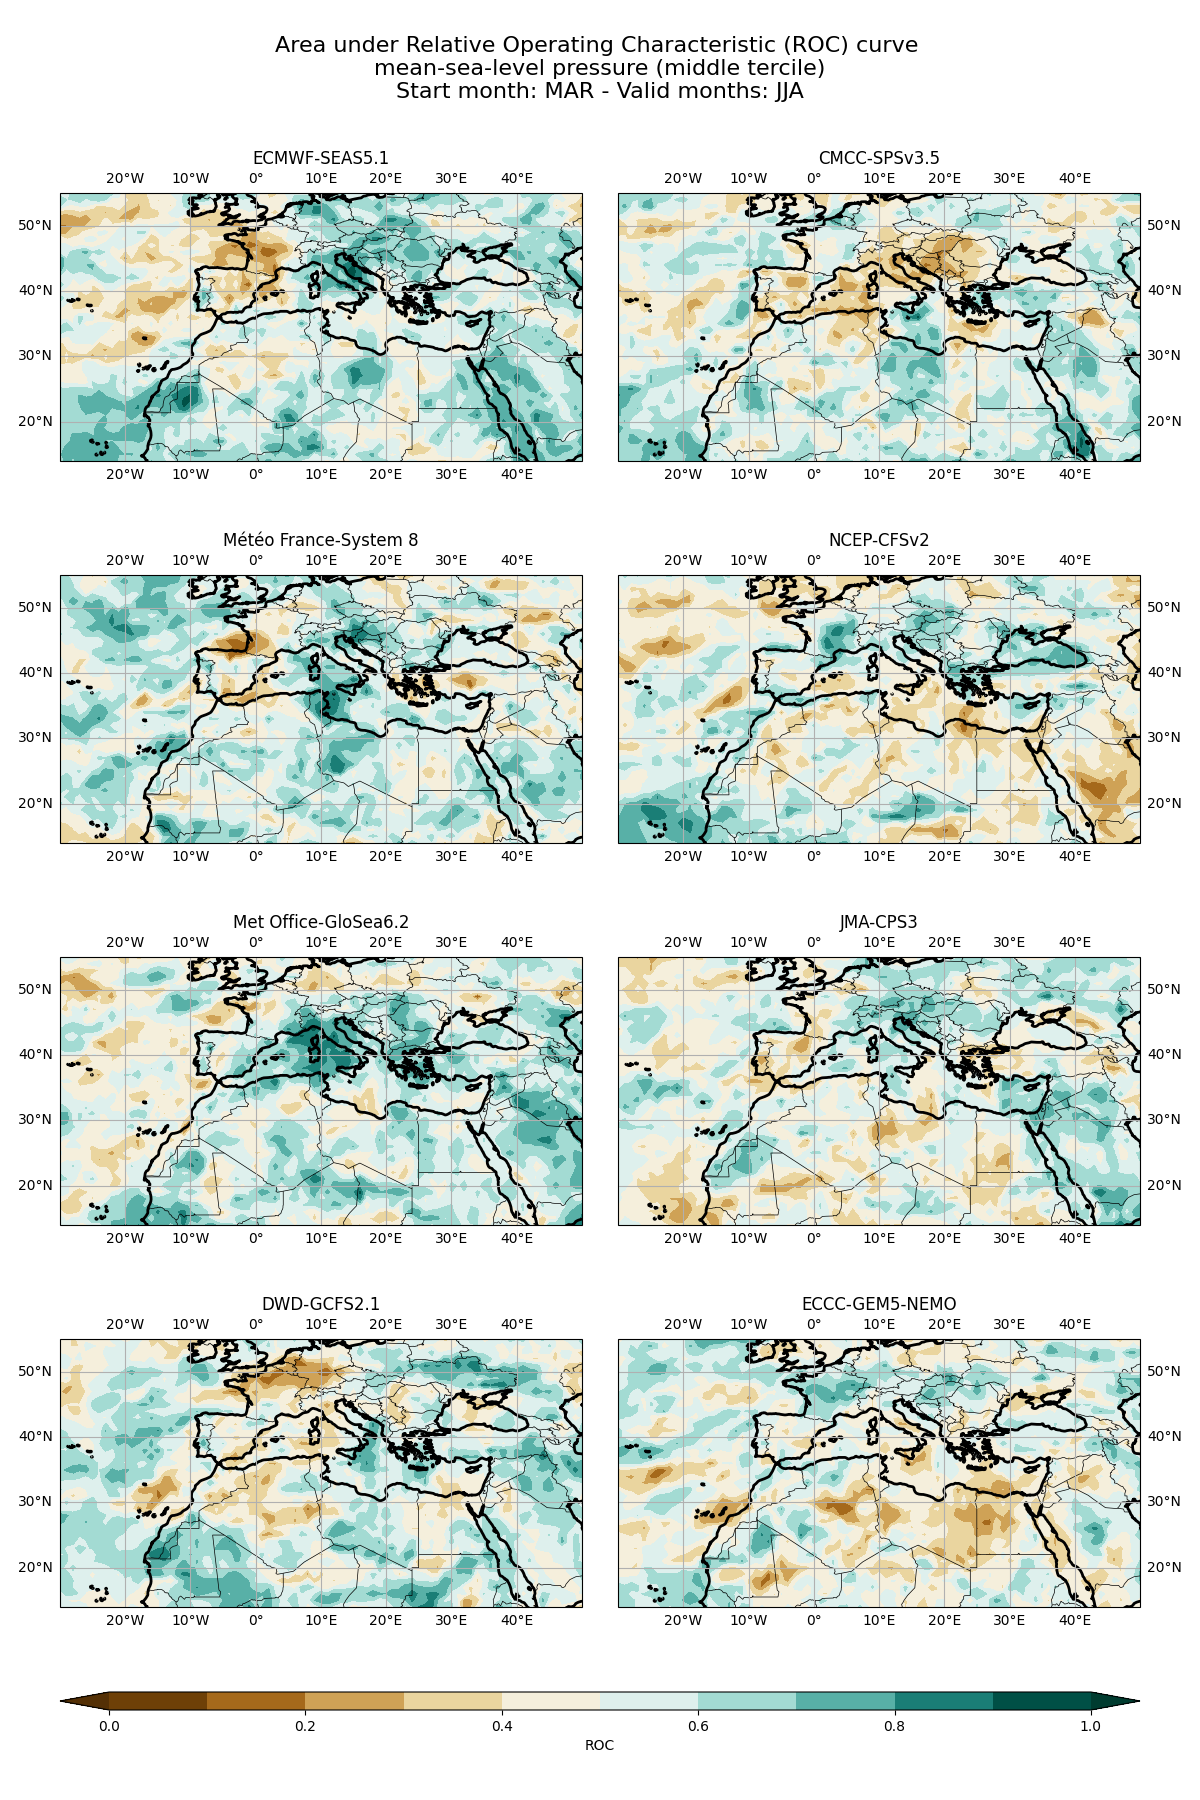 Area under Relative Operating Characteristic (ROC) curve
mean-sea-level pressure (middle tercile)
Start month: MAR - Valid months: JJA
ECMWF-SEAS5.1
20°W 10°W 0° 10°E 20°E 30°E 40°E
50°N
40°N
30°N
20°N
20°W 10°W 0° 10°E 20°E 30°E 40°E
CMCC-SPSv3.5
20°W 10°W 0° 10°E 20°E 30°E 40°E
50°N
40°N
30°N
20°N
20°W 10°W 0° 10°E 20°E 30°E 40°E
Météo France-System 8
20°W 10°W 0° 10°E 20°E 30°E 40°E
50°N
40°N
30°N
20°N
20°W 10°W 0° 10°E 20°E 30°E 40°E
NCEP-CFSv2
20°W 10°W 0° 10°E 20°E 30°E 40°E
50°N
40°N
30°N
20°N
20°W 10°W 0° 10°E 20°E 30°E 40°E
Met Office-GloSea6.2
20°W 10°W 0° 10°E 20°E 30°E 40°E
50°N
40°N
30°N
20°N
20°W 10°W 0° 10°E 20°E 30°E 40°E
JMA-CPS3
20°W 10°W 0° 10°E 20°E 30°E 40°E
50°N
40°N
30°N
20°N
20°W 10°W 0° 10°E 20°E 30°E 40°E
DWD-GCFS2.1
20°W 10°W 0° 10°E 20°E 30°E 40°E
50°N
40°N
30°N
20°N
20°W 10°W 0° 10°E 20°E 30°E 40°E
ECCC-GEM5-NEMO
20°W 10°W 0° 10°E 20°E 30°E 40°E
50°N
40°N
30°N
20°N
20°W 10°W 0° 10°E 20°E 30°E 40°E
0.0 0.2 0.4 0.6 0.8 1.0
ROC